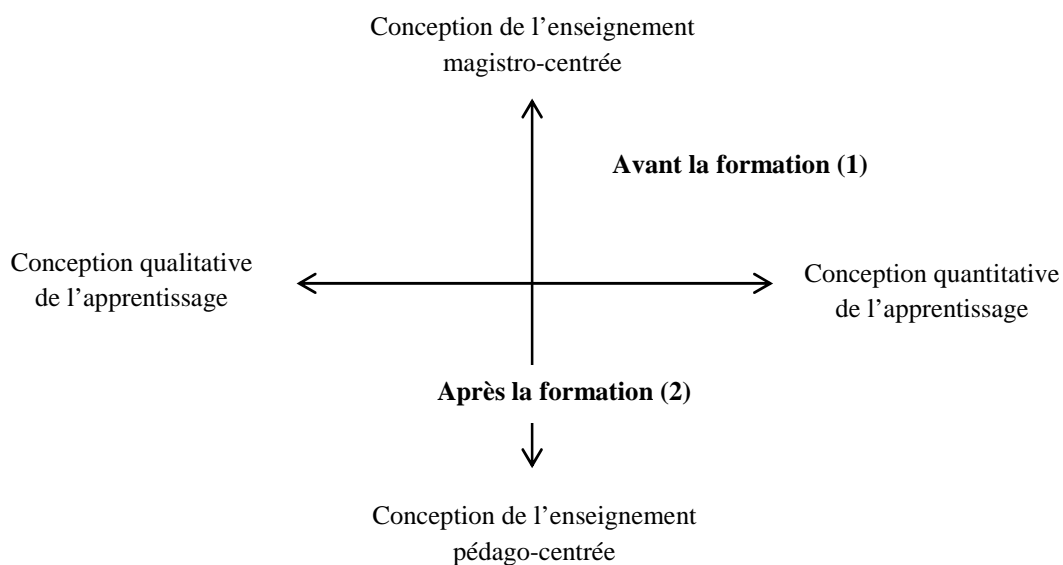 Conception de l’enseignement
magistro-centrée
Avant la formation (1)
Conception qualitative
de l’apprentissage
Conception quantitative
de l’apprentissage
Après la formation (2)
Conception de l’enseignement
pédago-centrée